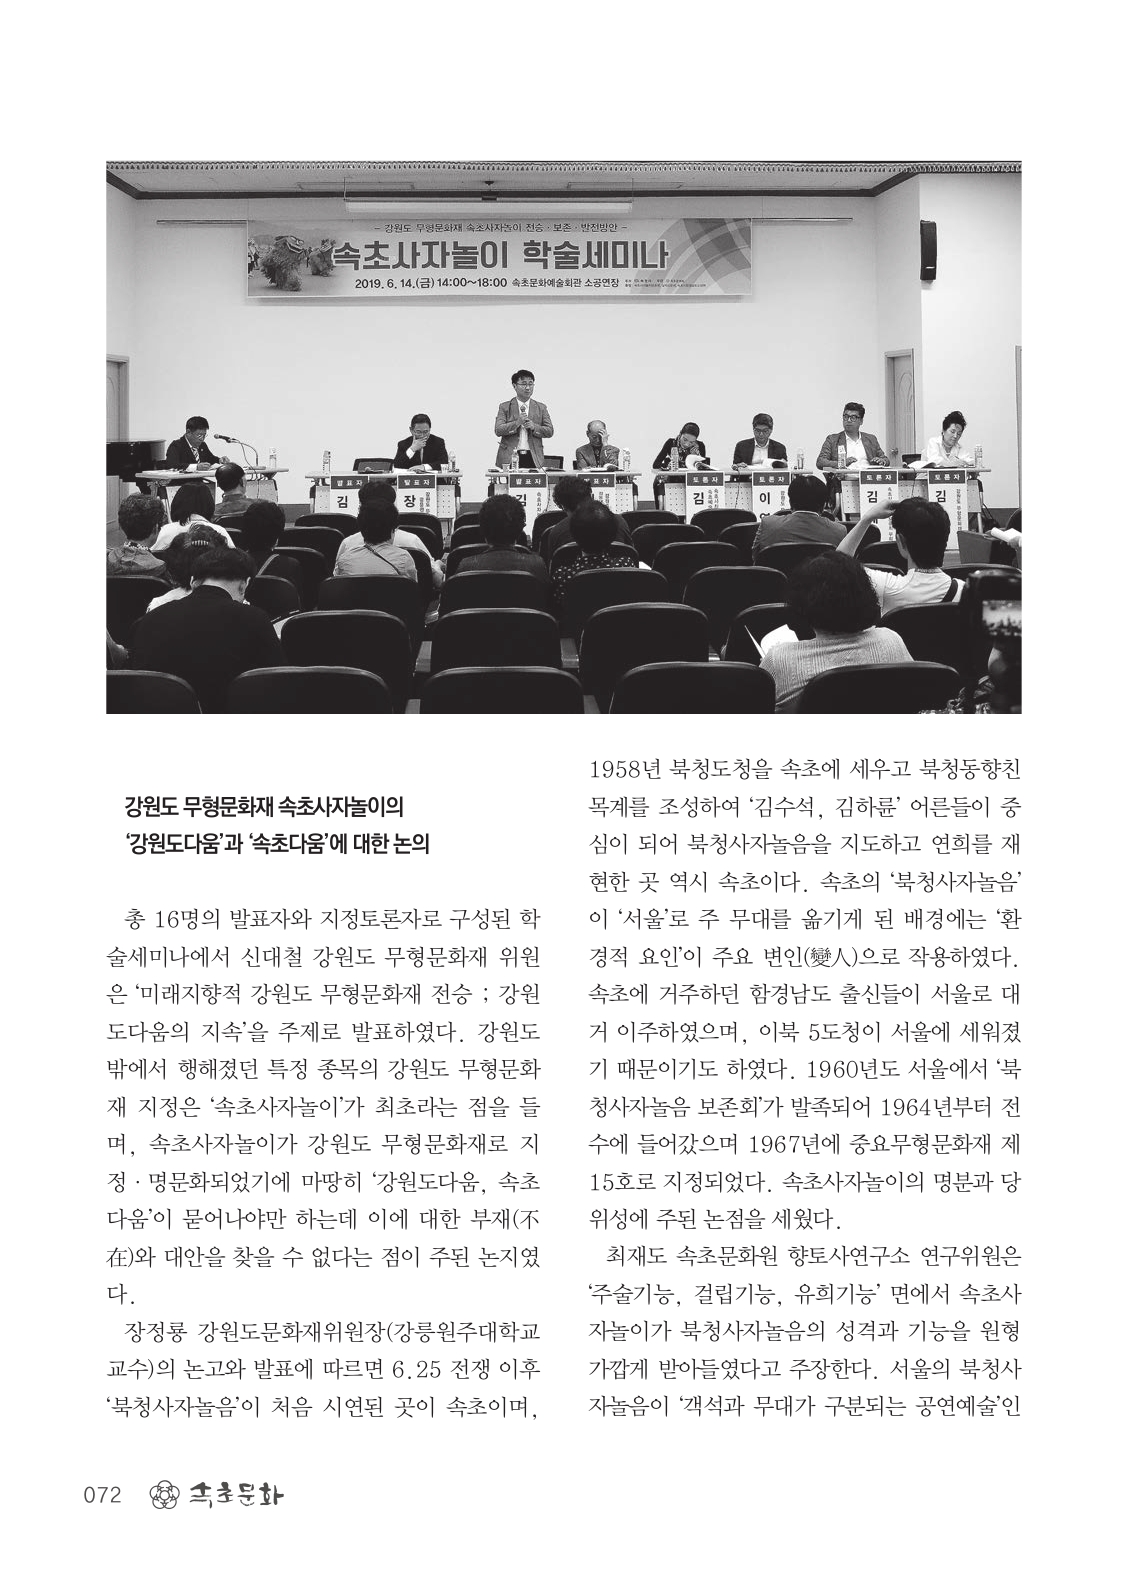 - 강원도 무형문화재 속초사자놀이 전승·보존·발전방안 -
속초사자놀이 학술세미나
2019. 6. 14.(금) 14:00~18:00 속초문화예술회관 소공연장
발표자
발표자
발표자
발표자
토론자
토론자
토론자
토론자
김
장
김
김
이
김
김
강원도 무형문화재 속초사자놀이의
‘강원도다움’과 ‘속초다움’에 대한 논의
총 16명의 발표자와 지정토론자로 구성된 학
술세미나에서 신대철 강원도 무형문화재 위원
은 ‘미래지향적 강원도 무형문화재 전승 ; 강원
도다움의 지속’을 주제로 발표하였다. 강원도
밖에서 행해졌던 특정 종목의 강원도 무형문화
재 지정은 ‘속초사자놀이’가 최초라는 점을 들
며, 속초사자놀이가 강원도 무형문화재로 지
정·명문화되었기에 마땅히 ‘강원도다움, 속초
다움’이 묻어나야만 하는데 이에 대한 부재(不
在)와 대안을 찾을 수 없다는 점이 주된 논지였
다.
장정룡 강원도문화재위원장(강릉원주대학교
교수)의 논고와 발표에 따르면 6.25 전쟁 이후
‘북청사자놀음’이 처음 시연된 곳이 속초이며,
1958년 북청도청을 속초에 세우고 북청동향친
목계를 조성하여 ‘김수석, 김하륜’ 어른들이 중
심이 되어 북청사자놀음을 지도하고 연희를 재
현한 곳 역시 속초이다. 속초의 ‘북청사자놀음’
이 ‘서울’로 주 무대를 옮기게 된 배경에는 ‘환
경적 요인’이 주요 변인(變人)으로 작용하였다.
속초에 거주하던 함경남도 출신들이 서울로 대
거 이주하였으며, 이북 5도청이 서울에 세워졌
기 때문이기도 하였다. 1960년도 서울에서 ‘북
청사자놀음 보존회’가 발족되어 1964년부터 전
수에 들어갔으며 1967년에 중요무형문화재 제
15호로 지정되었다. 속초사자놀이의 명분과 당
위성에 주된 논점을 세웠다.
최재도 속초문화원 향토사연구소 연구위원은
‘주술기능, 걸립기능, 유희기능’ 면에서 속초사
자놀이가 북청사자놀음의 성격과 기능을 원형
가깝게 받아들였다고 주장한다. 서울의 북청사
자놀음이 ‘객석과 무대가 구분되는 공연예술’인
072 속초문화